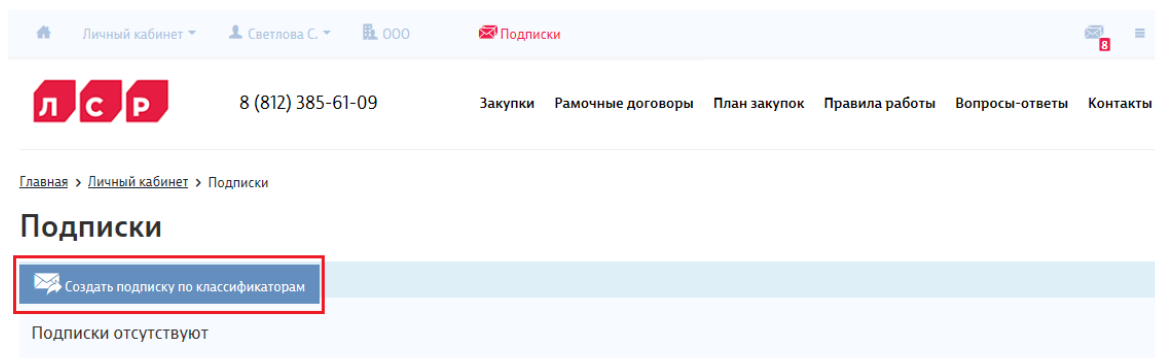 Личный кабинет Светлова С. ООО Подписки 8
ЛСР 8 (812) 385-61-09 Закупки Рамочные договоры План закупок Правила работы Вопросы-ответы Контакты
Главная > Личный кабинет > Подписки
Подписки
Создать подписку по классификаторам
Подписки отсутствуют